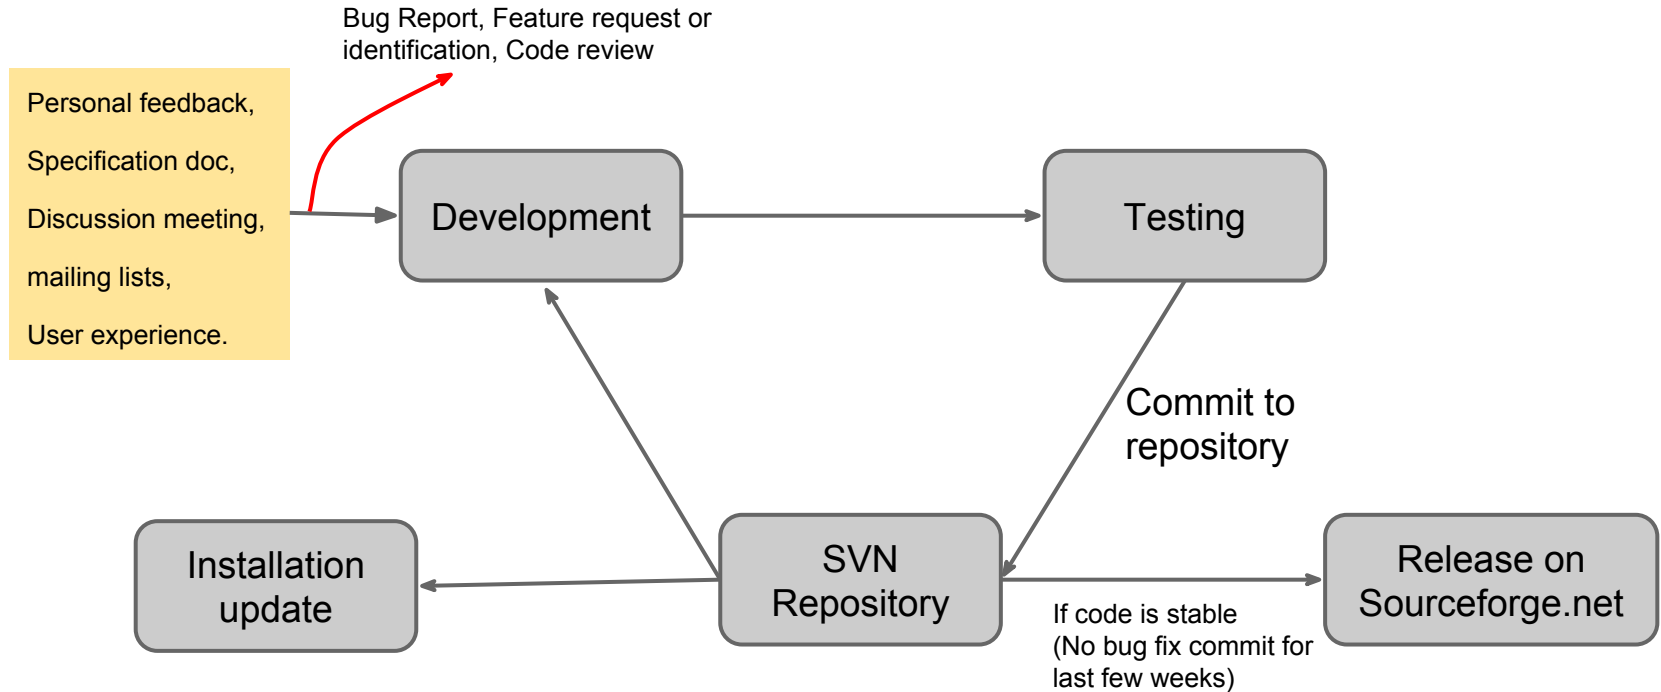 Bug Report, Feature request or
identification, Code review
Personal feedback,
Specification doc,
Discussion meeting,
mailing lists,
User experience.
Development
Testing
Commit to
repository
Installation
update
SVN
Repository
If code is stable
(No bug fix commit for
last few weeks)
Release on
Sourceforge.net